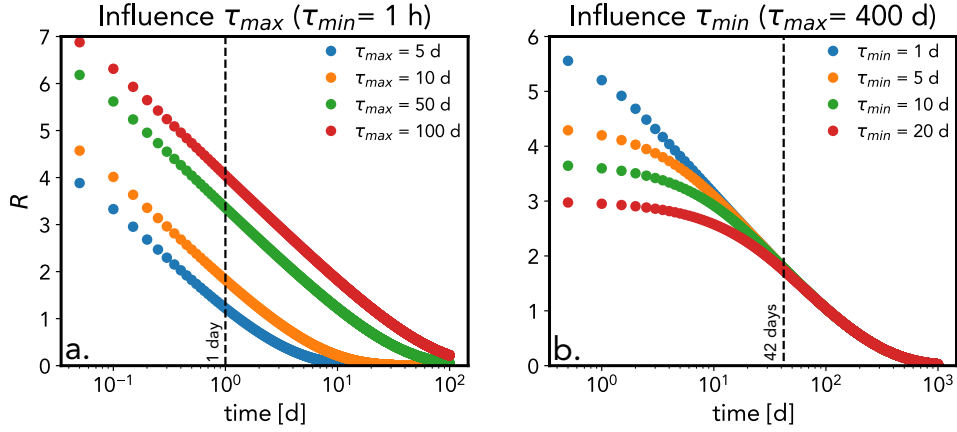 Influence τmax (τmin= 1 h)
7
6
5
4
3
2
1
0
R
τmax = 5 d
τmax = 10 d
τmax = 50 d
τmax = 100 d
1 day
a.
10⁻¹
10⁰
10¹
10²
time [d]
Influence τmin (τmax = 400 d)
6
5
4
3
2
1
0
τmin = 1 d
τmin = 5 d
τmin = 10 d
τmin = 20 d
42 days
b.
10⁰
10¹
10²
10³
time [d]